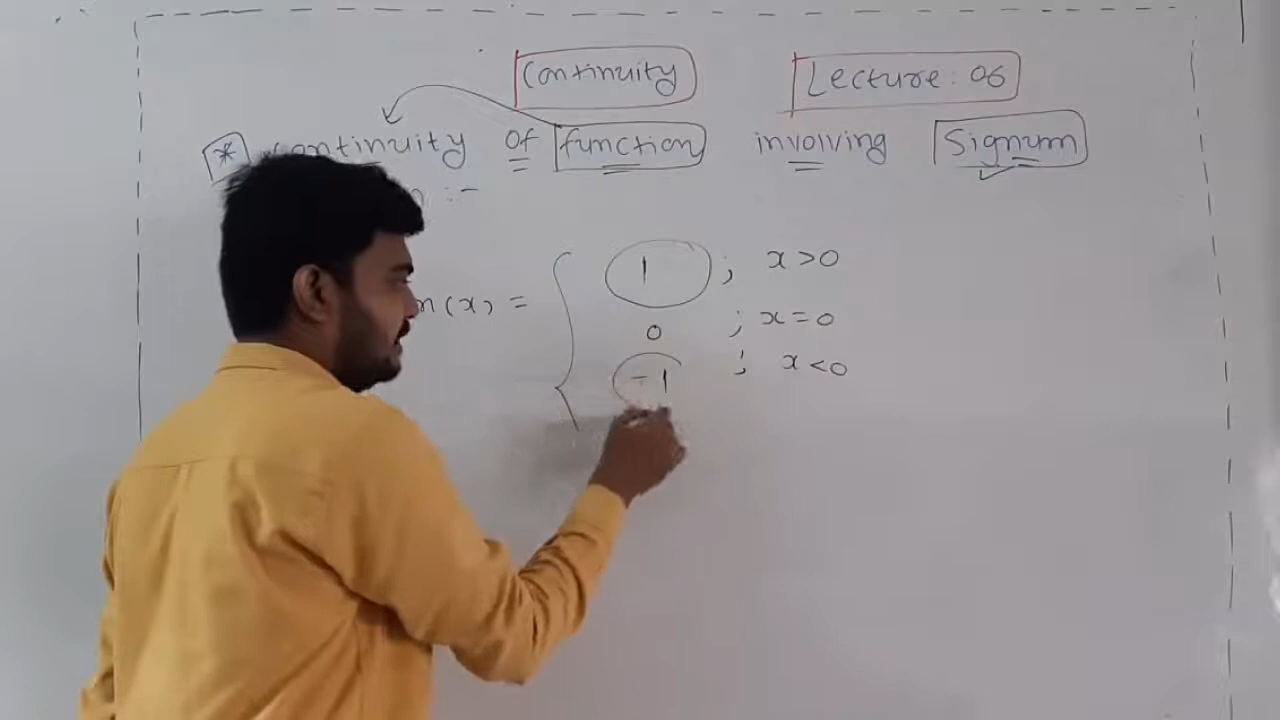 Continuity Lecture: 06
* continuity of function involving Signum
:-
n(x) = { 1 ; x>0
0 ; x=0
-1 ; x<0